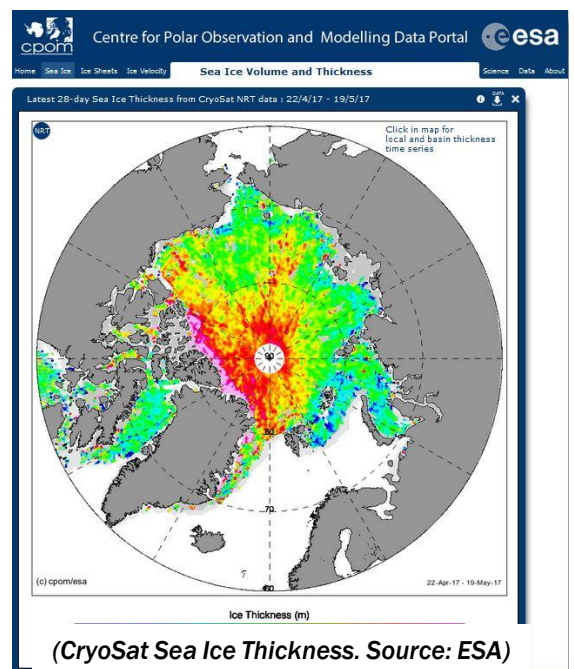 cpom
Centre for Polar Observation and Modelling Data Portal
esa
Home Sea Ice Ice Sheets Ice Velocity Sea Ice Volume and Thickness Science Data About
Latest 28-day Sea Ice Thickness from CryoSat NRT data : 22/4/17 - 19/5/17
DATA
NRT
Click in map for
local and basin thickness
time series
90
80
70
60
(c) cpom/esa
22-Apr-17 - 19-May-17
Ice Thickness (m)
(CryoSat Sea Ice Thickness. Source: ESA)